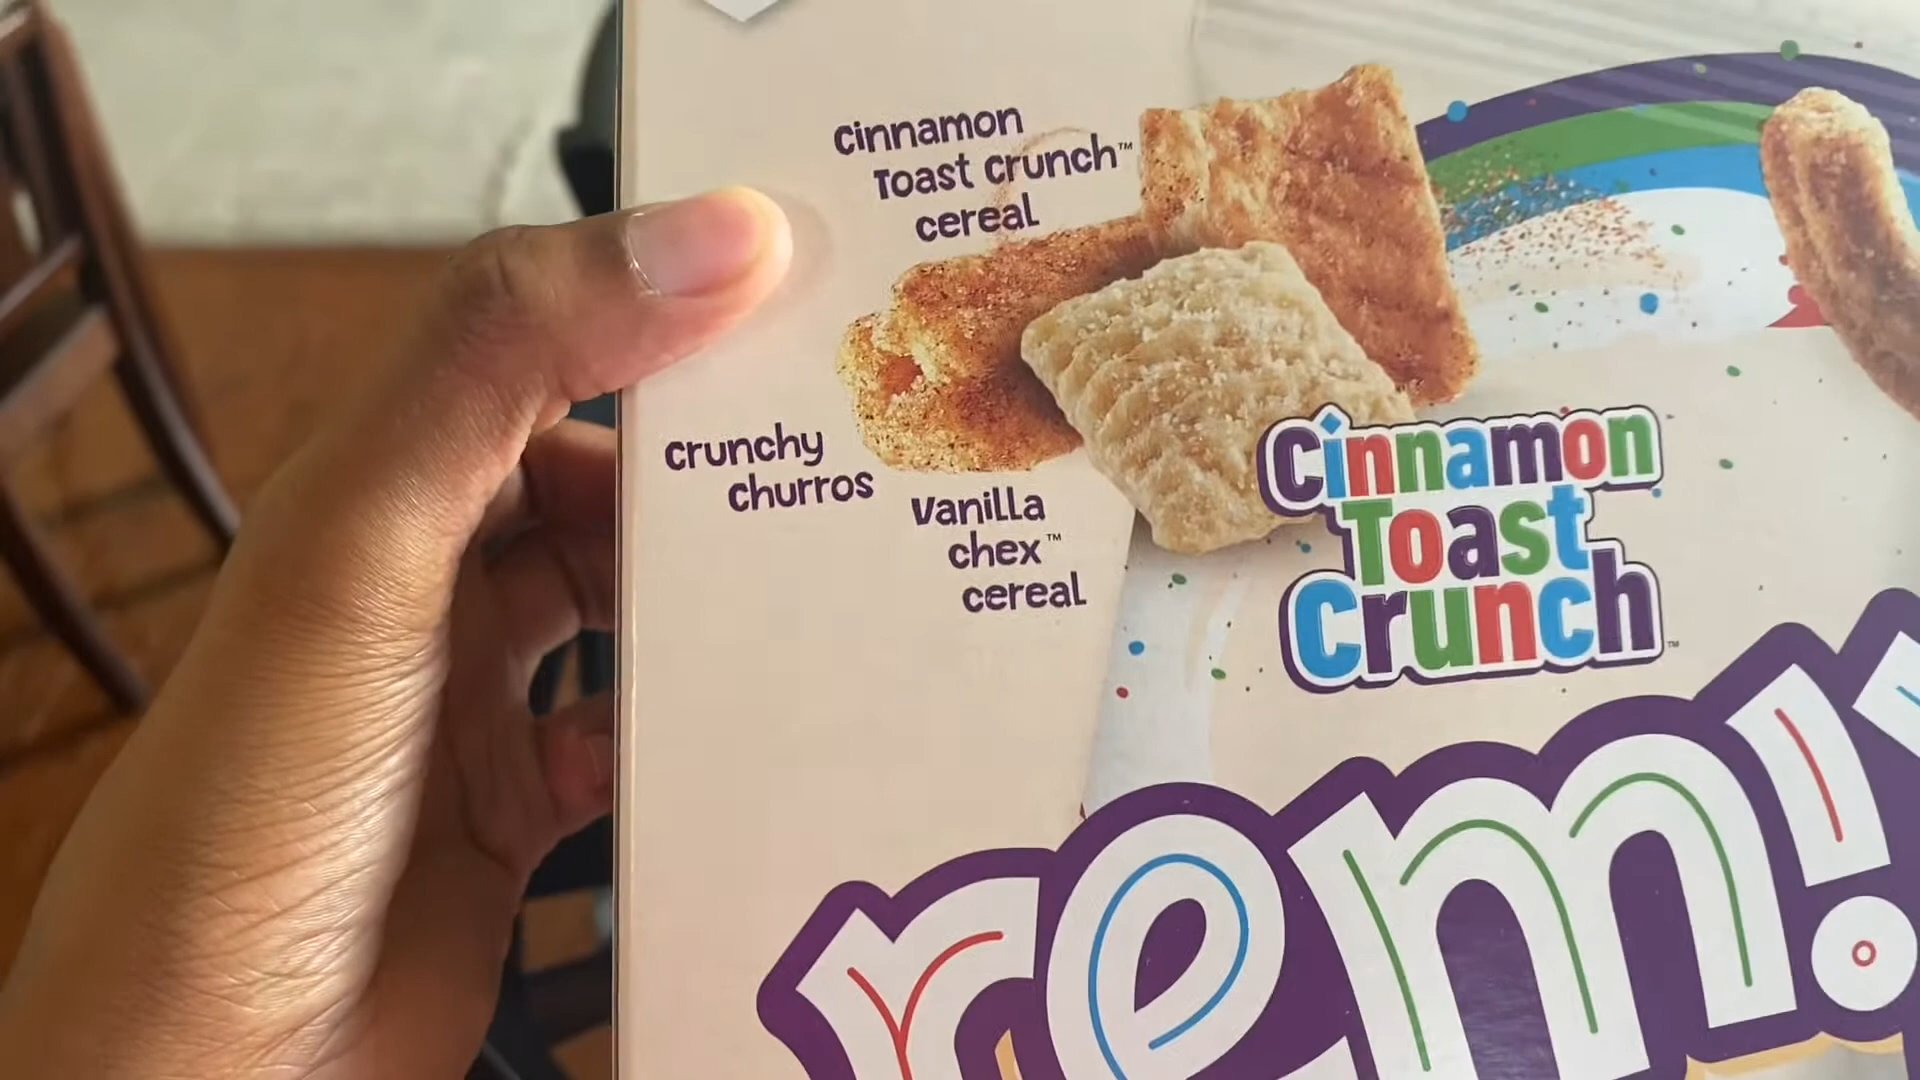 Cinnamon
Toast Crunch™
cereal
crunchy
churros
Vanilla
chex™
cereal
Cinnamon
Toast
Crunch™
rem!